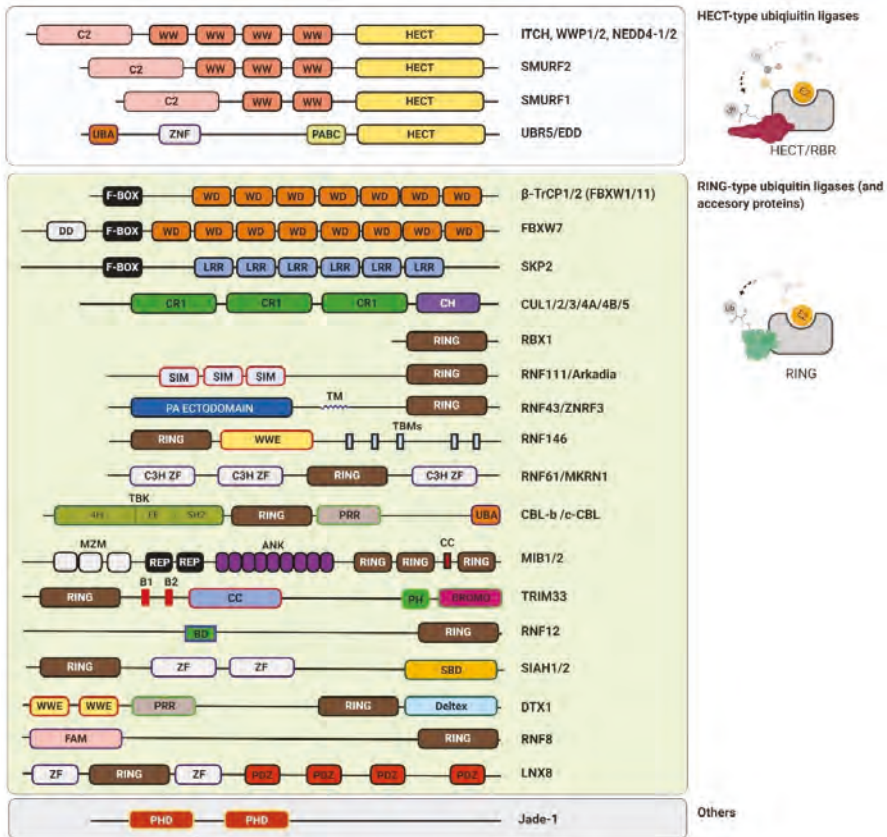 C2 WW WW WW WW HECT ITCH, WWP1/2, NEDD4-1/2
C2 WW WW WW HECT SMURF2
C2 WW WW HECT SMURF1
UBA ZNF PABC HECT UBR5/EDD
HECT-type ubiqiuitin ligases
Ub
HECT/RBR
F-BOX WD WD WD WD WD WD WD β-TrCP1/2 (FBXW1/11)
DD F-BOX WD WD WD WD WD WD WD WD FBXW7
F-BOX LRR LRR LRR LRR LRR LRR SKP2
CR1 CR1 CR1 CH CUL1/2/3/4A/4B/5
RING RBX1
SIM SIM SIM RING RNF111/Arkadia
PA ECTODOMAIN TM RING RNF43/ZNRF3
RING WWE TBMs RNF146
C3H ZF C3H ZF RING C3H ZF RNF61/MKRN1
TBK
4H EF SH2 RING PRR UBA CBL-b /c-CBL
MZM REP REP ANK RING RING CC RING MIB1/2
RING B1 B2 CC PH BROMO TRIM33
BD RING RNF12
RING ZF ZF SBD SIAH1/2
WWE WWE PRR RING Deltex DTX1
FAM RING RNF8
ZF RING ZF PDZ PDZ PDZ PDZ LNX8
RING-type ubiquitin ligases (and
accesory proteins)
Ub
RING
PHD PHD Jade-1
Others